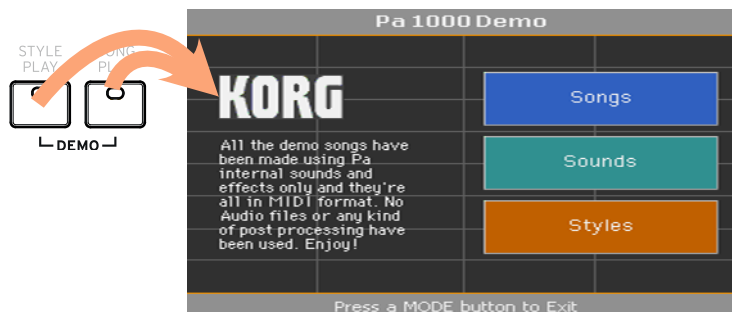 Pa 1000 Demo
STYLE
PLAY
DEMO
KORG
All the demo songs have
been made using Pa
internal sounds and
effects only and they're
all in MIDI format. No
Audio files or any kind
of post processing have
been used. Enjoy!
Songs
Sounds
Styles
Press a MODE button to Exit